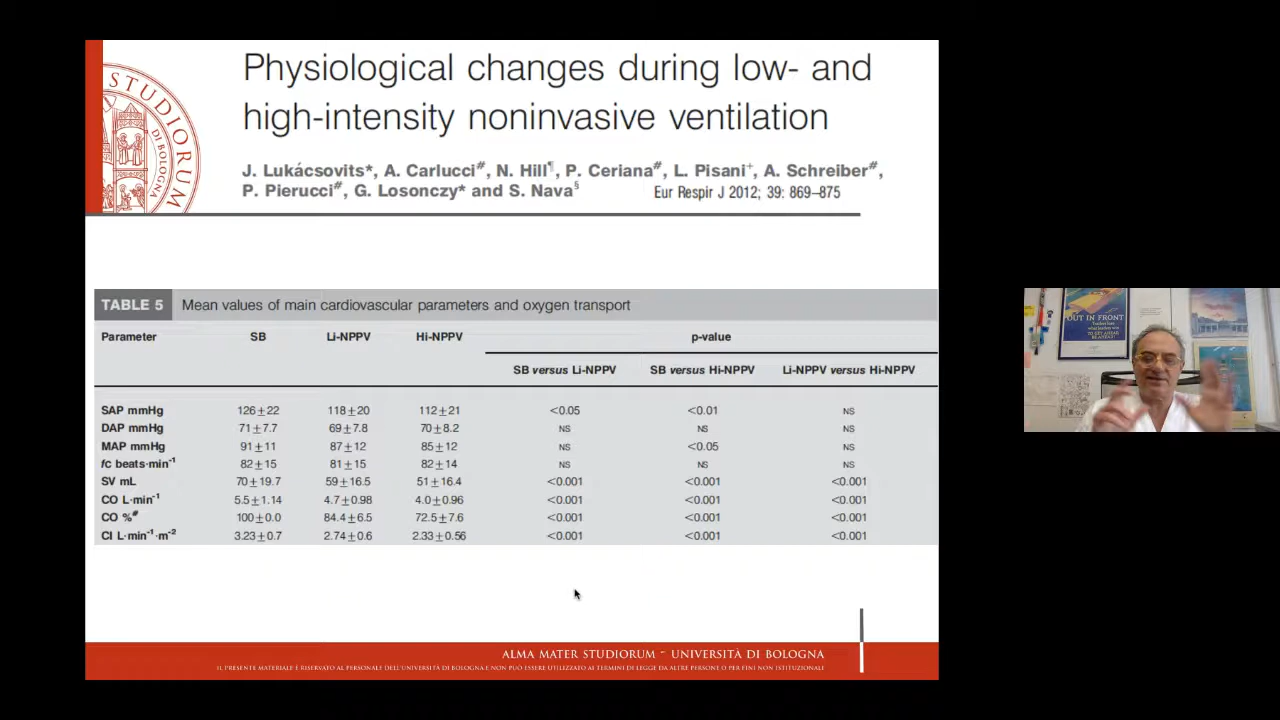 Physiological changes during low- and
high-intensity noninvasive ventilation
J. Lukácsovits*, A. Carlucci#, N. Hill¶, P. Ceriana#, L. Pisani+, A. Schreiber#,
P. Pierucci#, G. Losonczy* and S. Nava§ Eur Respir J 2012; 39: 869–875
STUDIORUM
DI BOLOGNA
TABLE 5 Mean values of main cardiovascular parameters and oxygen transport
Parameter SB Li-NPPV Hi-NPPV p-value
SB versus Li-NPPV SB versus Hi-NPPV Li-NPPV versus Hi-NPPV
SAP mmHg 126±22 118±20 112±21 <0.05 <0.01 NS
DAP mmHg 71±7.7 69±7.8 70±8.2 NS NS NS
MAP mmHg 91±11 87±12 85±12 NS <0.05 NS
fC beats·min-1 82±15 81±15 82±14 NS NS NS
SV mL 70±19.7 59±16.5 51±16.4 <0.001 <0.001 <0.001
CO L·min-1 5.5±1.14 4.7±0.98 4.0±0.96 <0.001 <0.001 <0.001
CO %# 100±0.0 84.4±6.5 72.5±7.6 <0.001 <0.001 <0.001
CI L·min-1·m-2 3.23±0.7 2.74±0.6 2.33±0.56 <0.001 <0.001 <0.001
ALMA MATER STUDIORUM ~ UNIVERSITÀ DI BOLOGNA
IL PRESENTE MATERIALE È RISERVATO AL PERSONALE DELL'UNIVERSITÀ DI BOLOGNA E NON PUÒ ESSERE UTILIZZATO AI TERMINI DI LEGGE DA ALTRE PERSONE O PER FINI NON ISTITUZIONALI
OUT IN FRONT